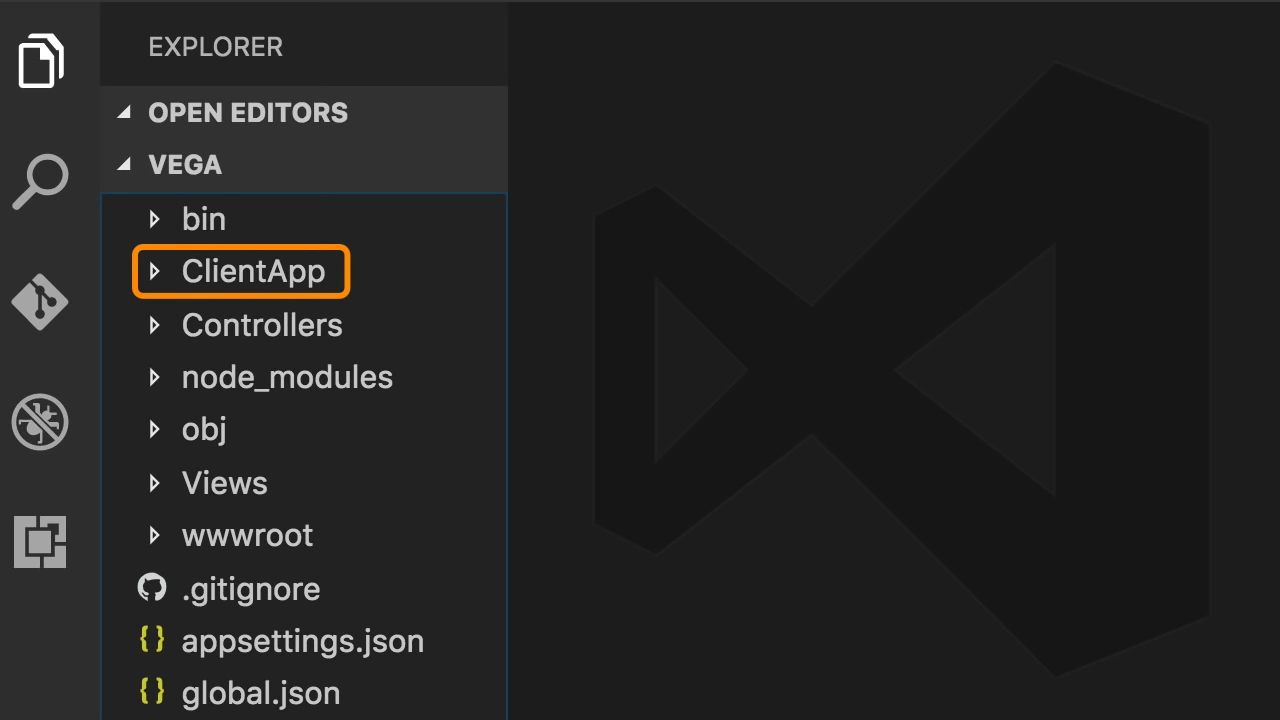 EXPLORER
OPEN EDITORS
VEGA
bin
ClientApp
Controllers
node_modules
obj
Views
wwwroot
.gitignore
{ } appsettings.json
{ } global.json